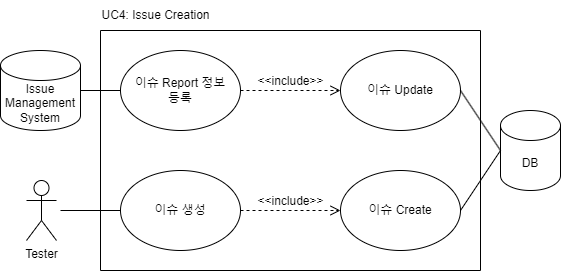 UC4: Issue Creation
Issue
Management
System
이슈 Report 정보
등록
<<include>>
이슈 Update
DB
Tester
이슈 생성
<<include>>
이슈 Create